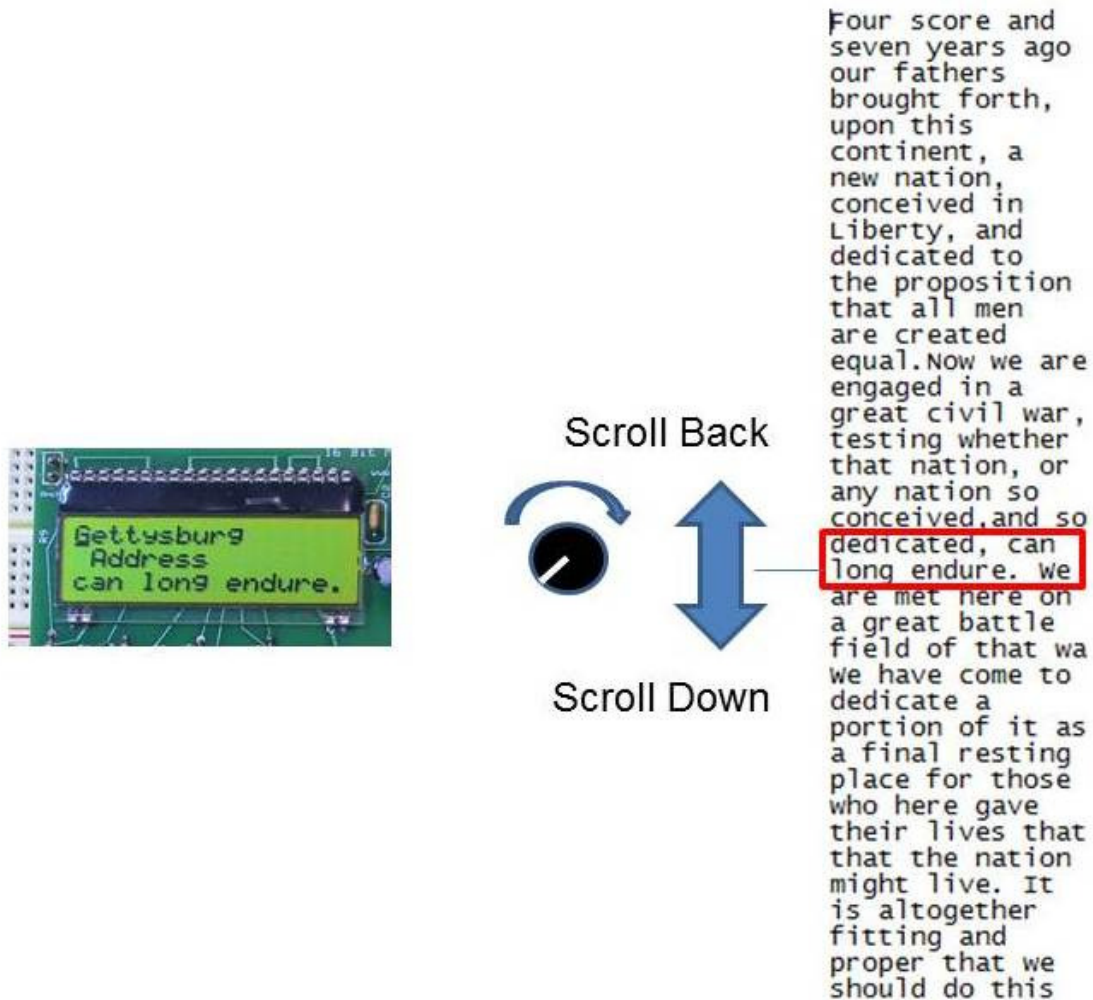 16 Bit
R9
Gettysburg
Address
can long endure.
Scroll Back
Scroll Down
Four score and
seven years ago
our fathers
brought forth,
upon this
continent, a
new nation,
conceived in
Liberty, and
dedicated to
the proposition
that all men
are created
equal.Now we are
engaged in a
great civil war,
testing whether
that nation, or
any nation so
conceived,and so
dedicated, can
long endure. We
are met here on
a great battle
field of that wa
We have come to
dedicate a
portion of it as
a final resting
place for those
who here gave
their lives that
that the nation
might live. It
is altogether
fitting and
proper that we
should do this